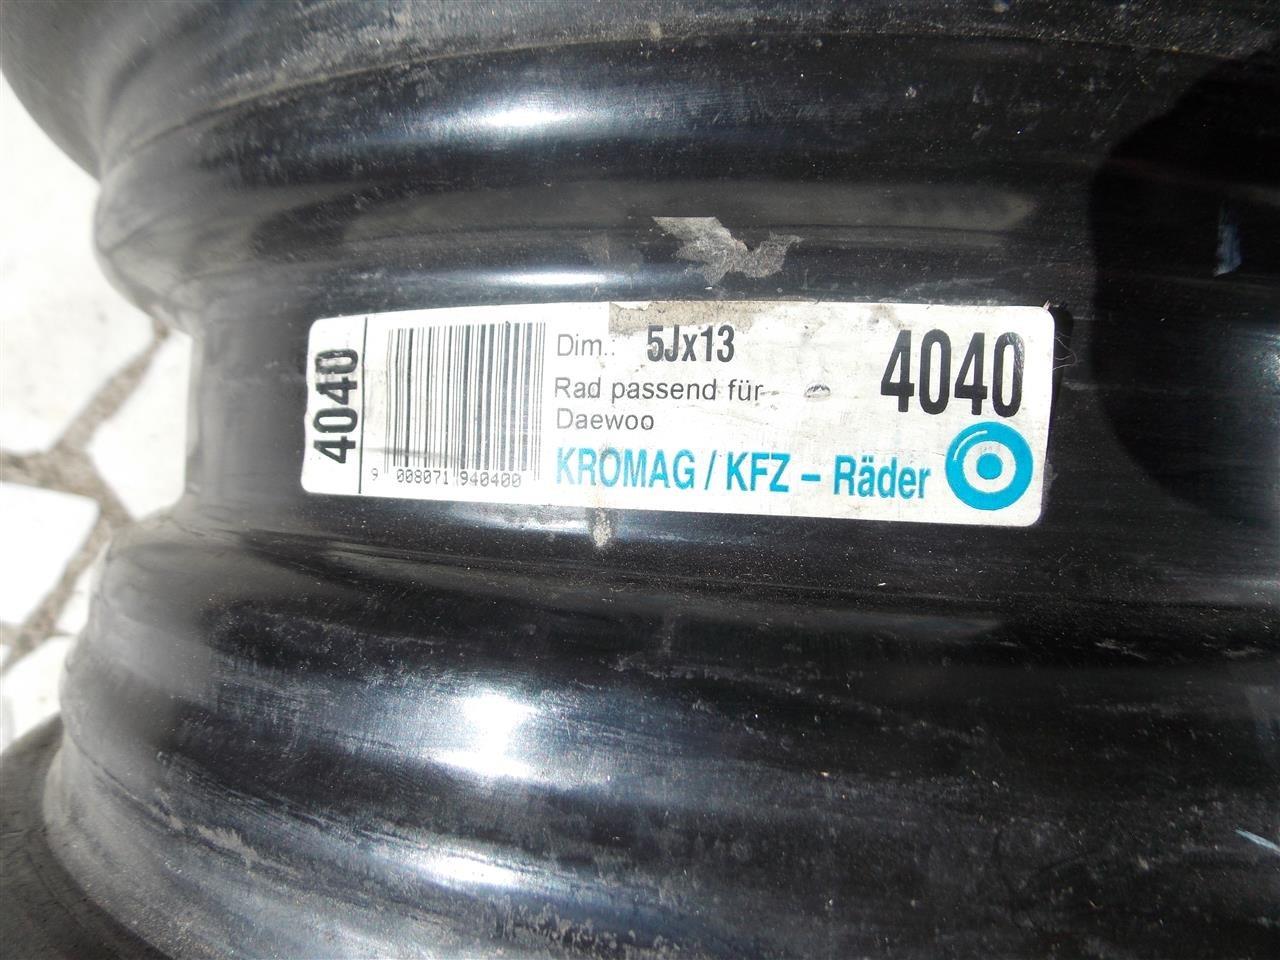 4040
9 008071 940400
Dim.: 5Jx13
Rad passend für
Daewoo
4040
KROMAG / KFZ – Räder